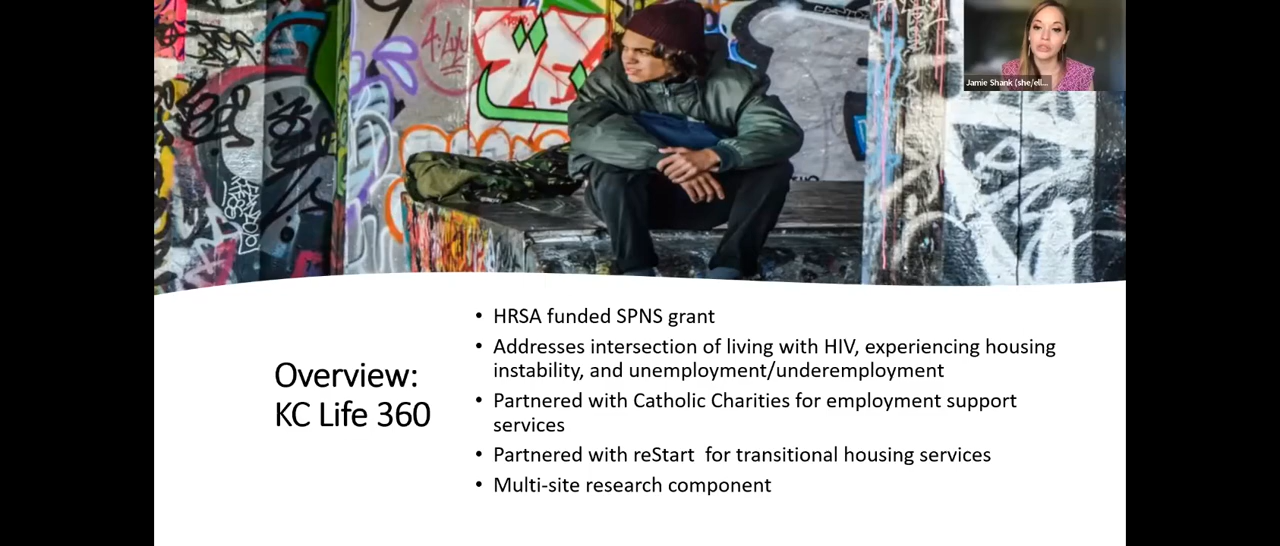 Jamie Shank (she/ell...
Overview:
KC Life 360
• HRSA funded SPNS grant
• Addresses intersection of living with HIV, experiencing housing
instability, and unemployment/underemployment
• Partnered with Catholic Charities for employment support
services
• Partnered with reStart  for transitional housing services
• Multi-site research component